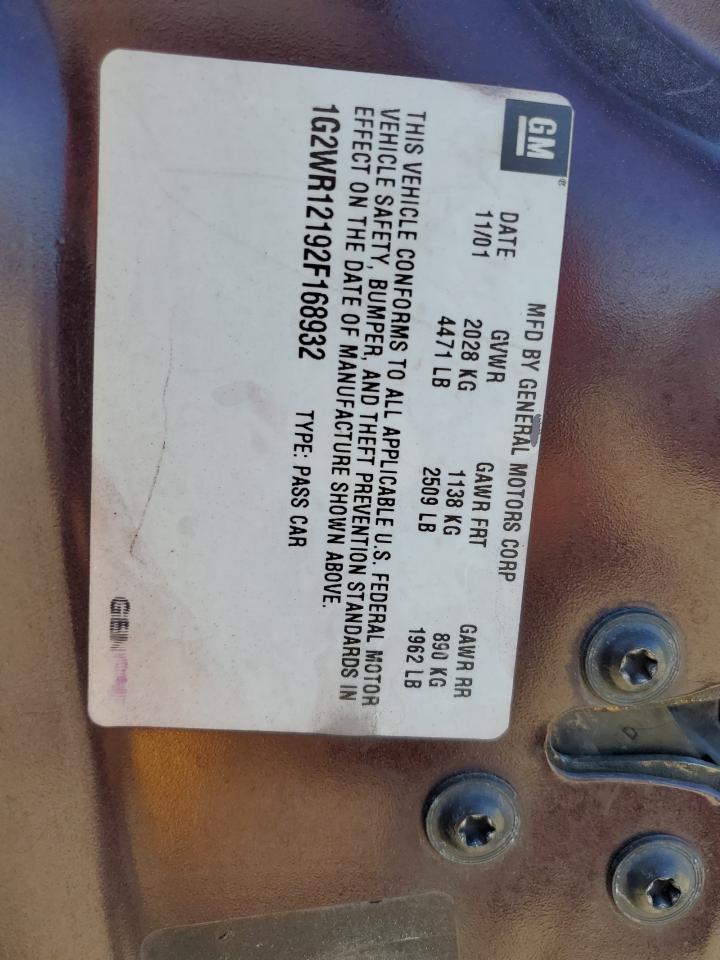 GM
MFD BY GENERAL MOTORS CORP
DATE GVWR GAWR FRT GAWR RR
11/01 2028 KG 1138 KG 890 KG
4471 LB 2509 LB 1962 LB
THIS VEHICLE CONFORMS TO ALL APPLICABLE U.S. FEDERAL MOTOR
VEHICLE SAFETY, BUMPER, AND THEFT PREVENTION STANDARDS IN
EFFECT ON THE DATE OF MANUFACTURE SHOWN ABOVE.
1G2WR12192F168932 TYPE: PASS CAR
D